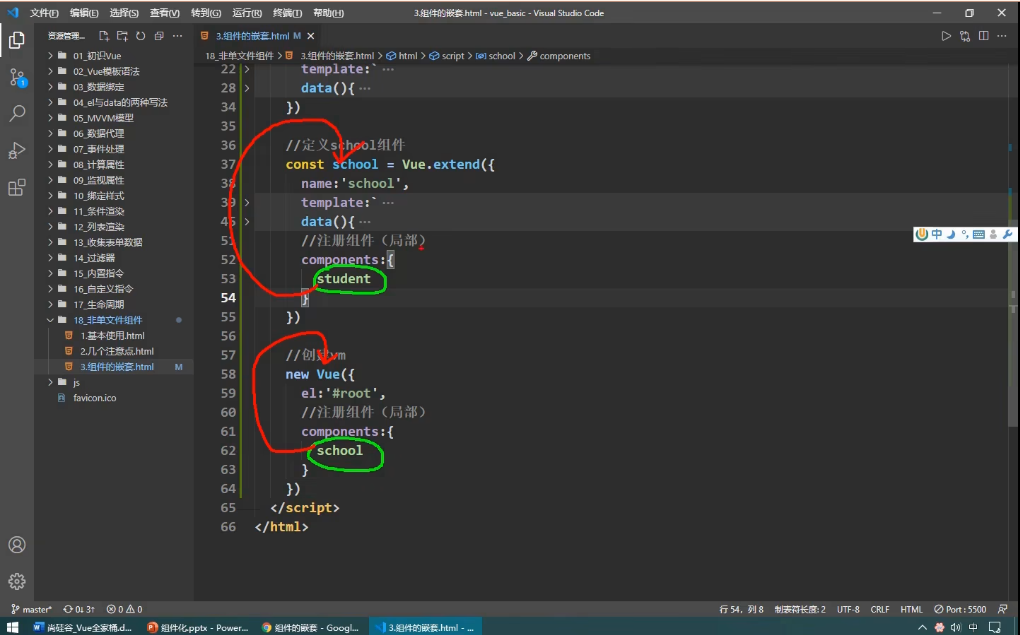 文件(F) 编辑(E) 选择(S) 查看(V) 转到(G) 运行(R) 终端(T) 帮助(H) 3.组件的嵌套.html - vue_basic - Visual Studio Code
资源管理... 3.组件的嵌套.html M
18_非单文件组件 > 3.组件的嵌套.html > html > script > school > components
01_初识Vue
02_Vue模板语法
03_数据绑定
04_el与data的两种写法
05_MVVM模型
06_数据代理
07_事件处理
08_计算属性
09_监视属性
10_绑定样式
11_条件渲染
12_列表渲染
13_收集表单数据
14_过滤器
15_内置指令
16_自定义指令
17_生命周期
18_非单文件组件
1.基本使用.html
2.几个注意点.html
3.组件的嵌套.html M
js
favicon.ico
1
22 template:` ...
28 data(){ ...
34 })
35
36 //定义school组件
37 const school = Vue.extend({
38 name:'school',
39 template:` ...
45 data(){ ...
51 //注册组件（局部）
52 components:{
53 student
54 }
55 })
56
57 //创建vm
58 new Vue({
59 el:'#root',
60 //注册组件（局部）
61 components:{
62 school
63 }
64 })
65 </script>
66 </html>
中
master* 0↓ 3↑ 0 0 行 54，列 8 制表符长度: 2 UTF-8 CRLF HTML Port : 5500
尚硅谷_Vue全家桶.d... 组件化.pptx - Power... 组件的嵌套 - Googl... 3.组件的嵌套.html - ... 中